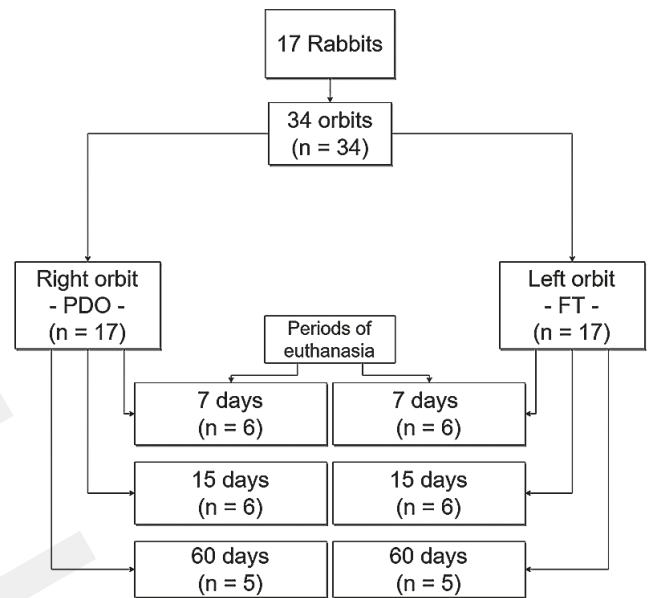 17 Rabbits
34 orbits
(n = 34)
Right orbit
- PDO -
(n = 17)
Left orbit
- FT -
(n = 17)
Periods of
euthanasia
7 days
(n = 6)
7 days
(n = 6)
15 days
(n = 6)
15 days
(n = 6)
60 days
(n = 5)
60 days
(n = 5)